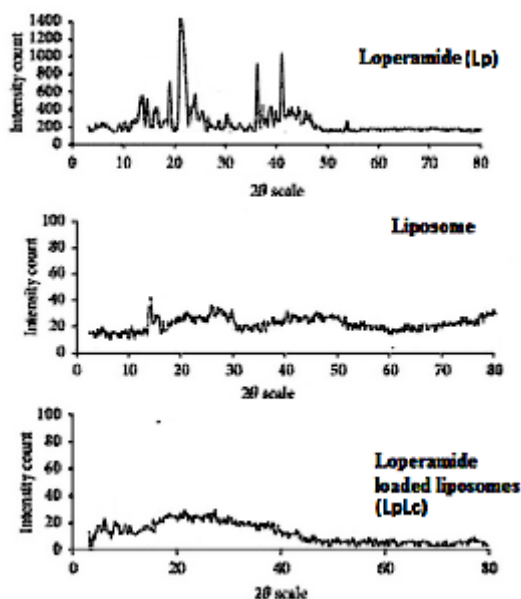 Intensity count
1400
1200
1000
800
600
400
200
0
Loperamide (Lp)
0 10 20 30 40 50 60 70 80
2θ scale
Intensity count
100
80
60
40
20
0
Liposome
0 10 20 30 40 50 60 70 80
2θ scale
Intensity count
100
80
60
40
20
0
Loperamide
loaded liposomes
(LpLc)
0 20 40 60 80
2θ scale